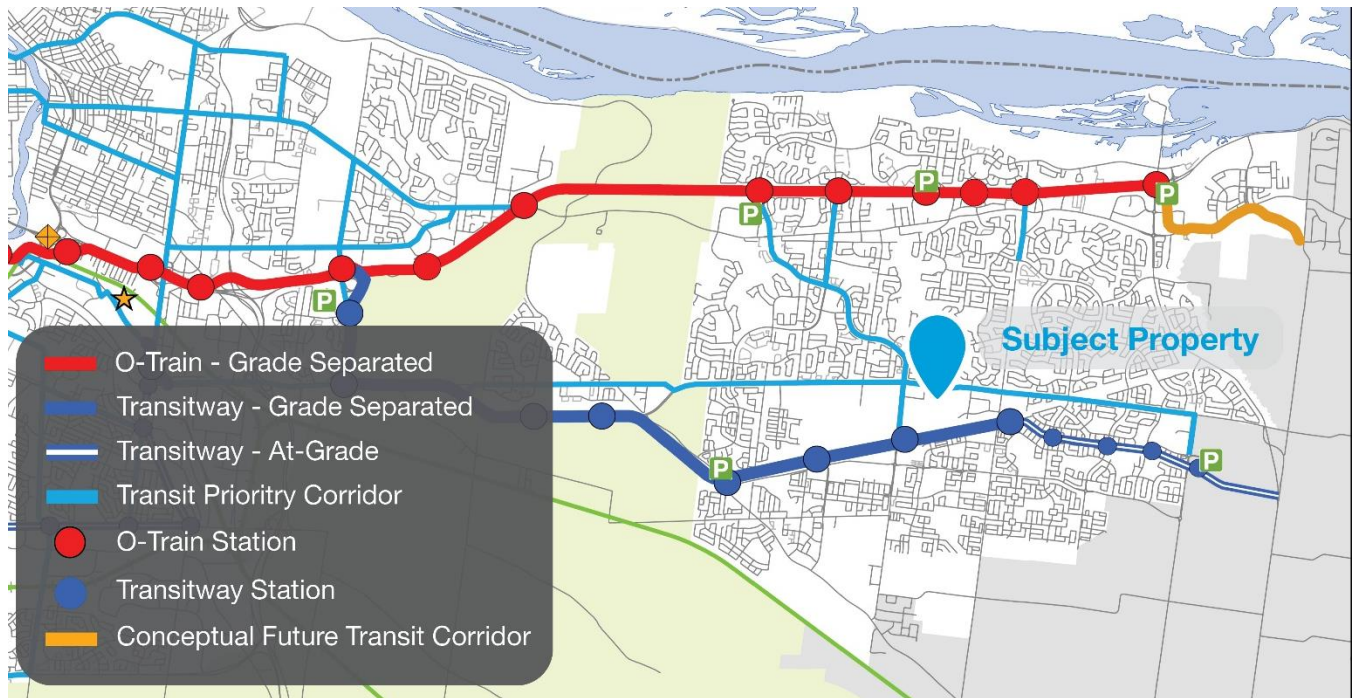 P
P
P
P
P
Subject Property
O-Train - Grade Separated
Transitway - Grade Separated
Transitway - At-Grade
Transit Prioritry Corridor
O-Train Station
Transitway Station
Conceptual Future Transit Corridor
P
P